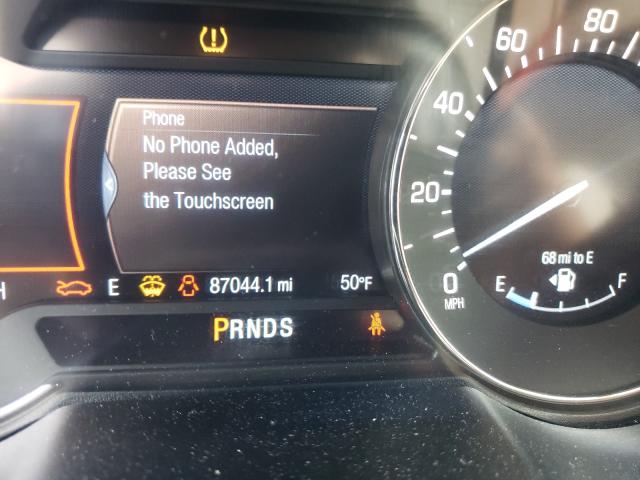 Phone
No Phone Added,
Please See
the Touchscreen
H
E
87044.1 mi
50°F
PRNDS
0
20
40
60
80
MPH
68 mi to E
E
F